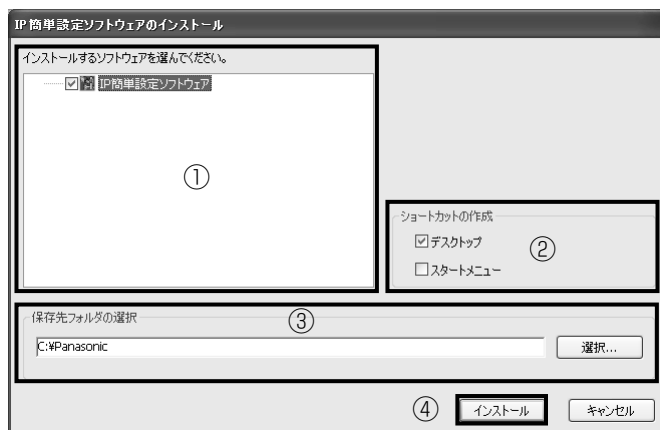 IP簡単設定ソフトウェアのインストール
インストールするソフトウェアを選んでください。
IP簡単設定ソフトウェア
①
ショートカットの作成
デスクトップ
②
スタートメニュー
保存先フォルダの選択
③
C:¥Panasonic
選択...
④
インストール
キャンセル